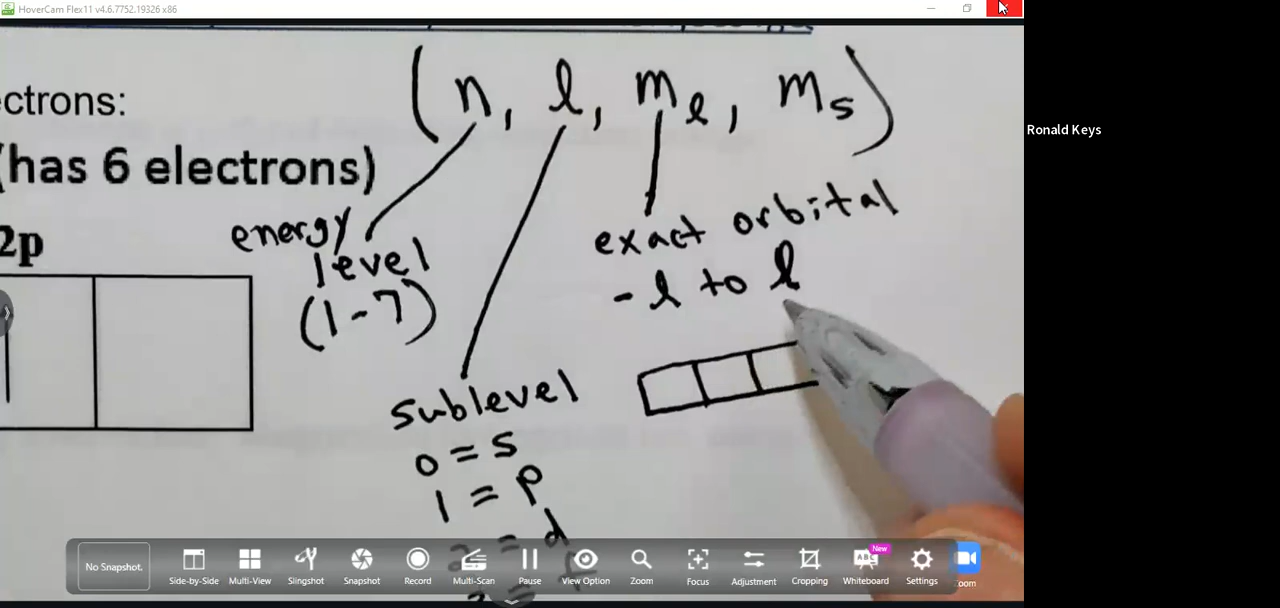 HoverCam Flex11 v4.6.7752.19326 x86
(n, l, mₗ, mₛ)
ectrons:
(has 6 electrons)
2p
energy
level
(1-7)
exact orbital
-l to l
sublevel
0 = s
1 = p
= d
Ronald Keys
No Snapshot.
Side-by-Side
Multi-View
Slingshot
Snapshot
Record
Multi-Scan
Pause
View Option
Zoom
Focus
Adjustment
Cropping
New
Whiteboard
Settings
Zoom